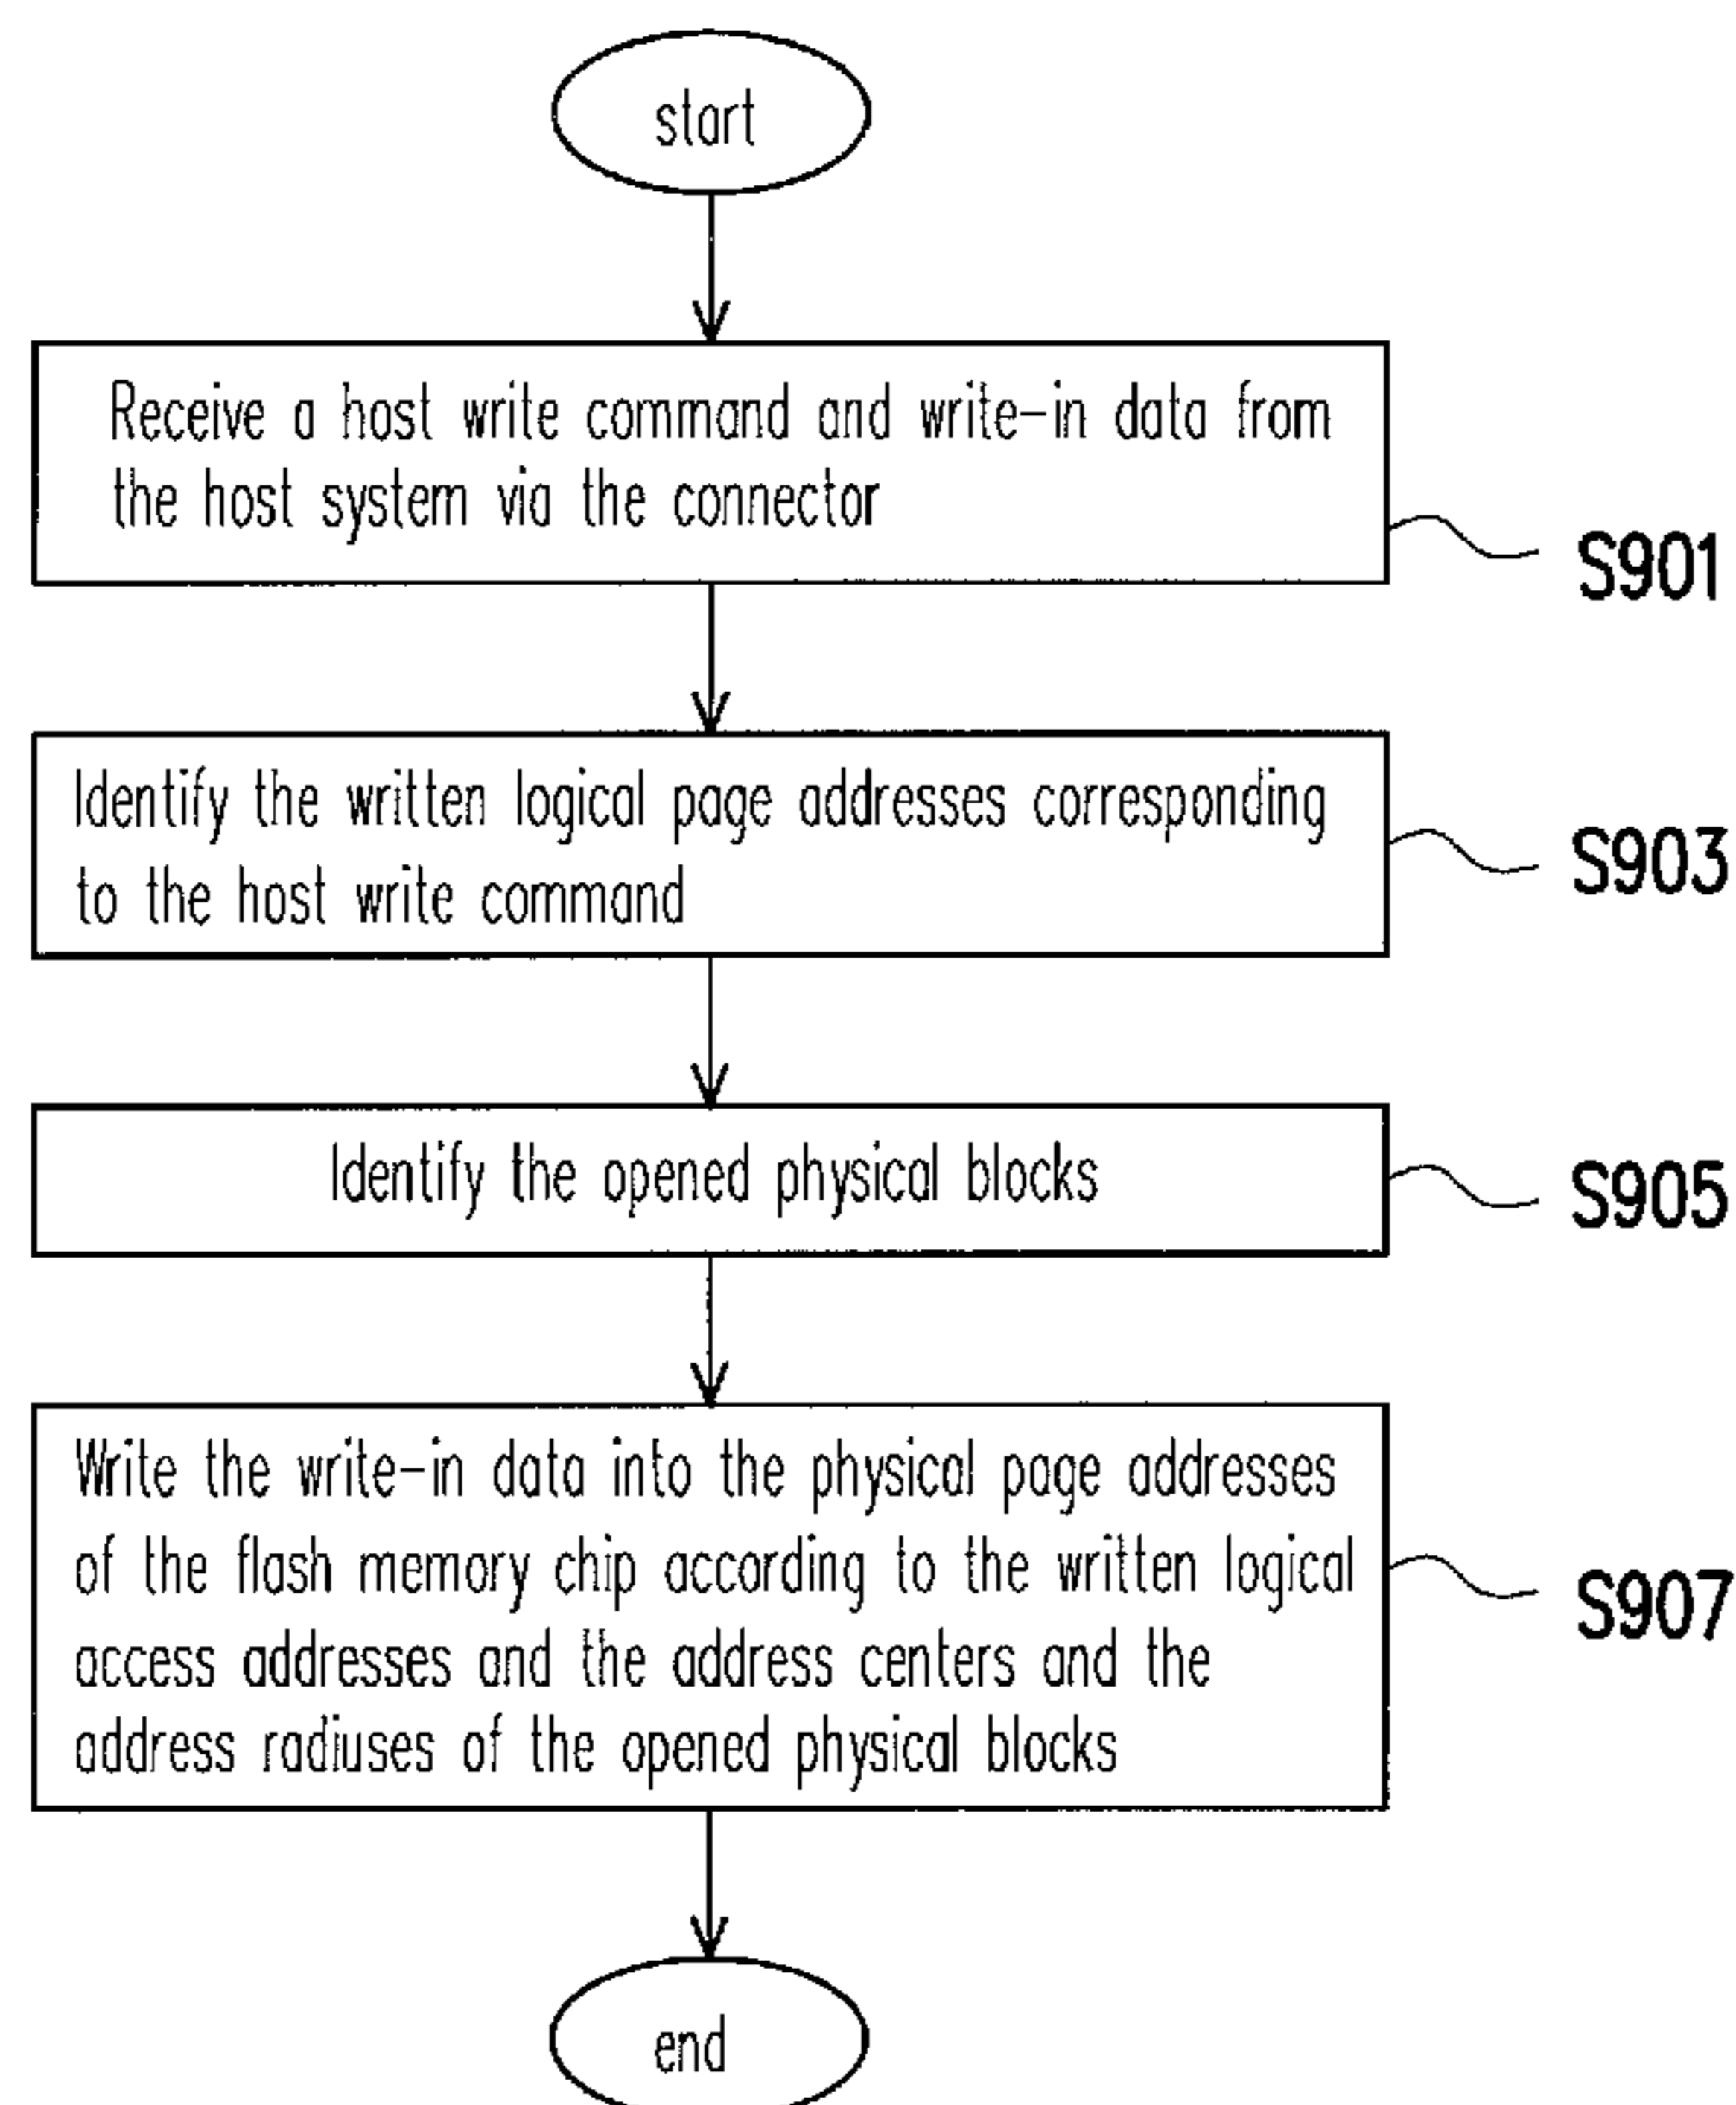 start
Receive a host write command and write-in data from
the host system via the connector
S901
Identify the written logical page addresses corresponding
to the host write command
S903
Identify the opened physical blocks
S905
Write the write-in data into the physical page addresses
of the flash memory chip according to the written logical
access addresses and the address centers and the
address radiuses of the opened physical blocks
S907
end